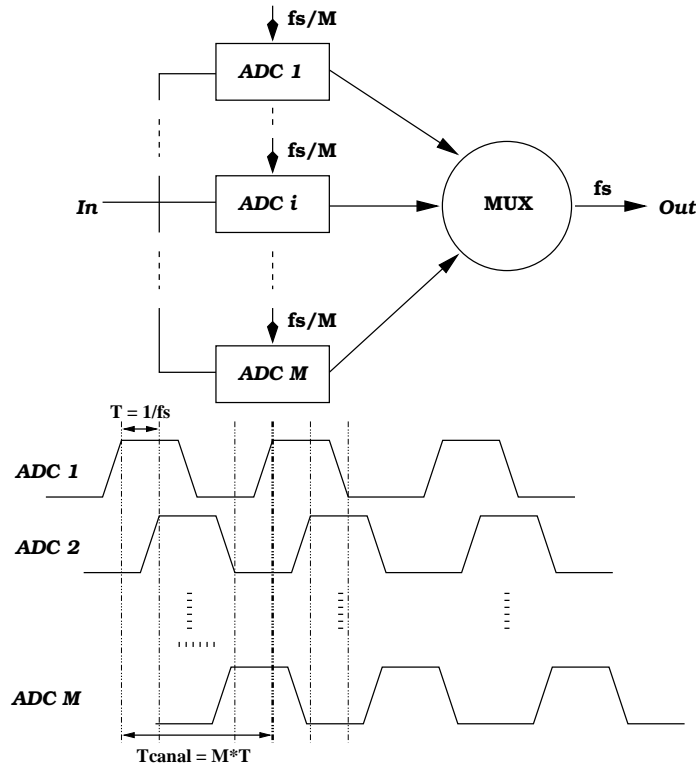 fs/M
ADC 1
fs/M
In
ADC i
MUX
fs
Out
fs/M
ADC M
T = 1/fs
ADC 1
ADC 2
ADC M
Tcanal = M*T